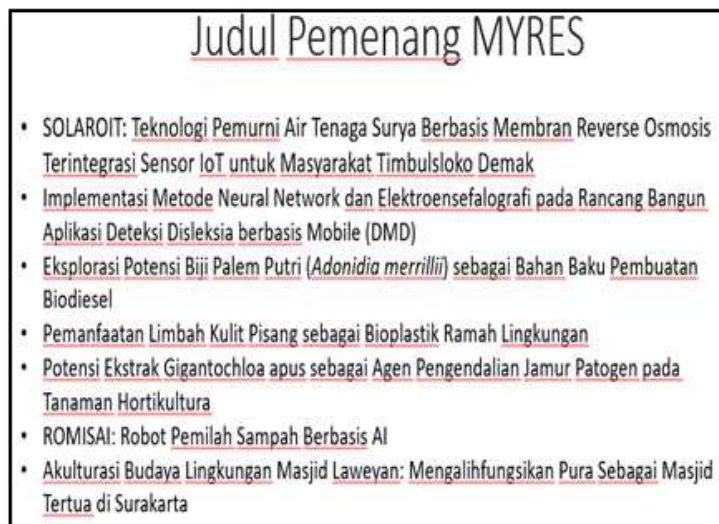 Judul Pemenang MYRES
• SOLAROIT: Teknologi Pemurni Air Tenaga Surya Berbasis Membran Reverse Osmosis
Terintegrasi Sensor IoT untuk Masyarakat Timbulsloko Demak
• Implementasi Metode Neural Network dan Elektroensefalografi pada Rancang Bangun
Aplikasi Deteksi Disleksia berbasis Mobile (DMD)
• Eksplorasi Potensi Biji Palem Putri (Adonidia merrillii) sebagai Bahan Baku Pembuatan
Biodiesel
• Pemanfaatan Limbah Kulit Pisang sebagai Bioplastik Ramah Lingkungan
• Potensi Ekstrak Gigantochloa apus sebagai Agen Pengendalian Jamur Patogen pada
Tanaman Hortikultura
• ROMISAI: Robot Pemilah Sampah Berbasis AI
• Akulturasi Budaya Lingkungan Masjid Laweyan: Mengalihfungsikan Pura Sebagai Masjid
Tertua di Surakarta